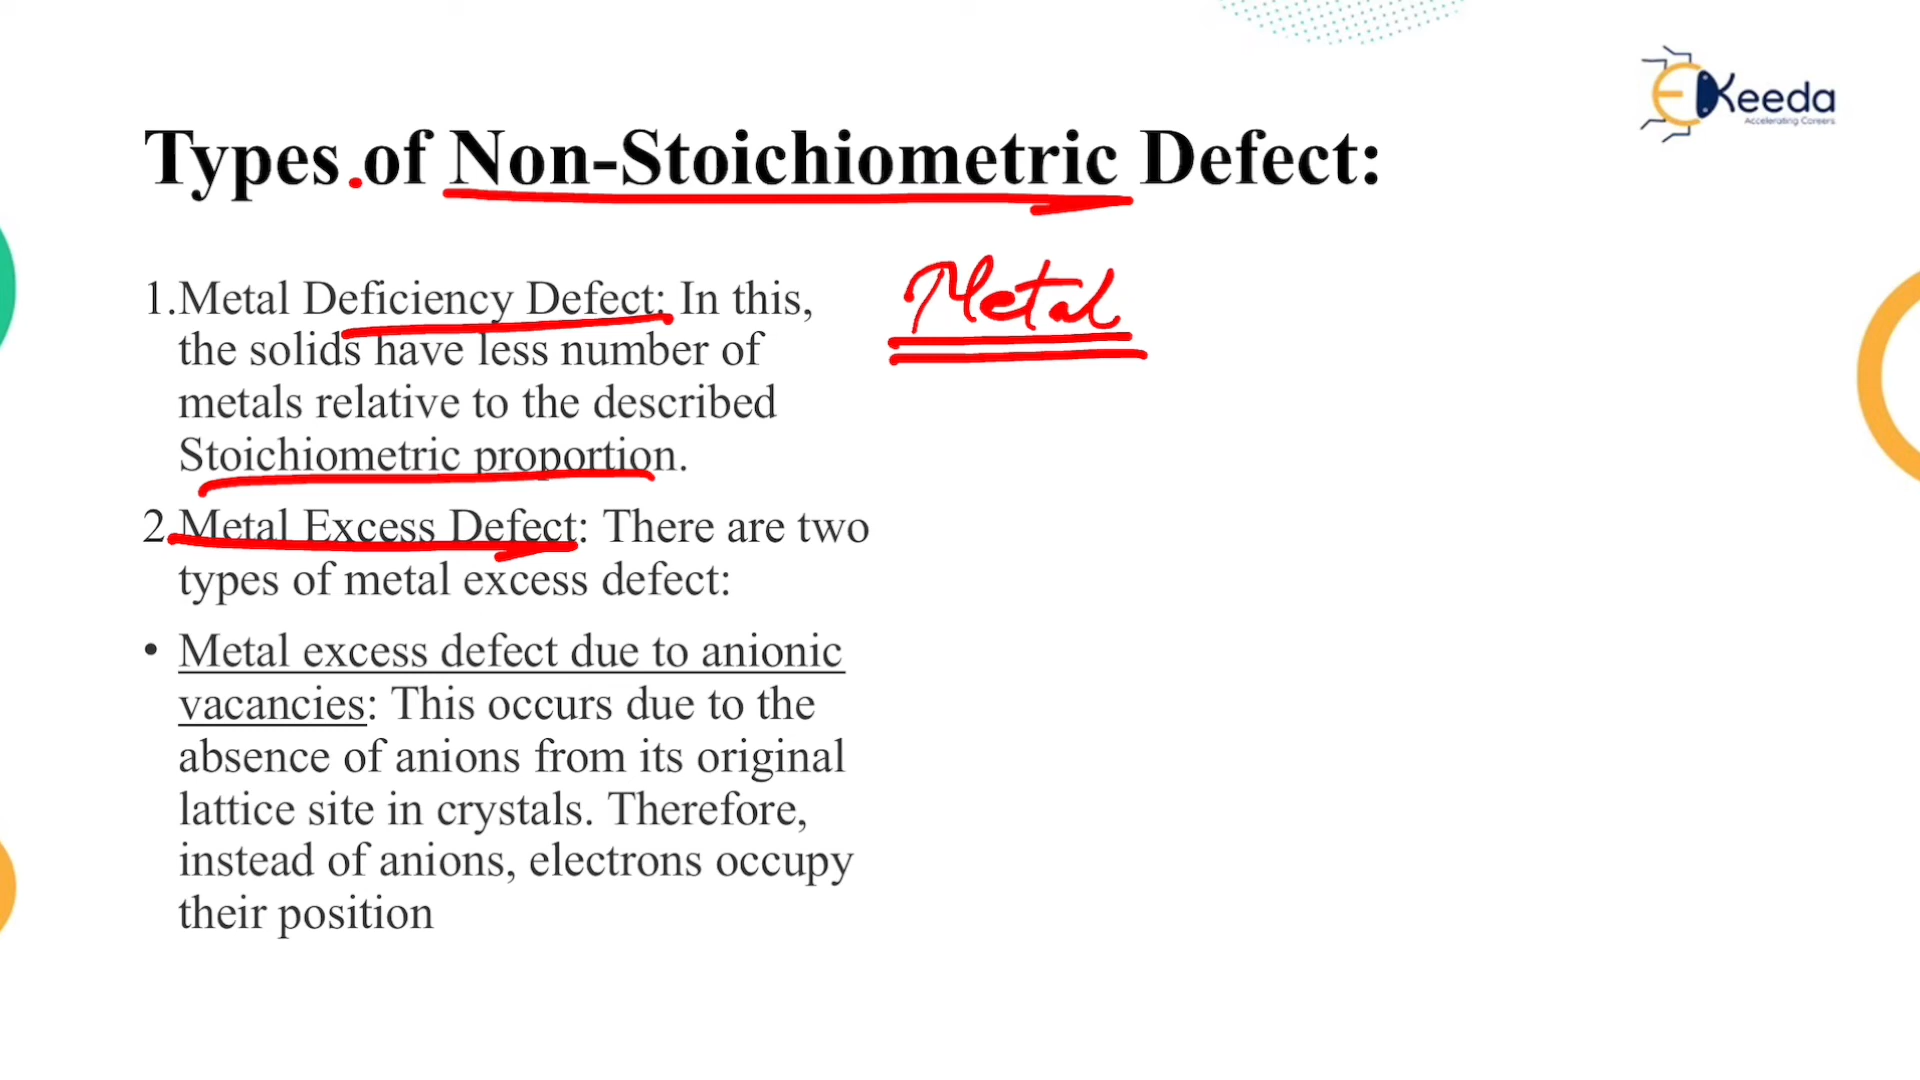 EKeeda
Accelerating Careers
Types of Non-Stoichiometric Defect:
1.Metal Deficiency Defect: In this,
the solids have less number of
metals relative to the described
Stoichiometric proportion.
Metal
2.Metal Excess Defect: There are two
types of metal excess defect:
• Metal excess defect due to anionic
vacancies: This occurs due to the
absence of anions from its original
lattice site in crystals. Therefore,
instead of anions, electrons occupy
their position